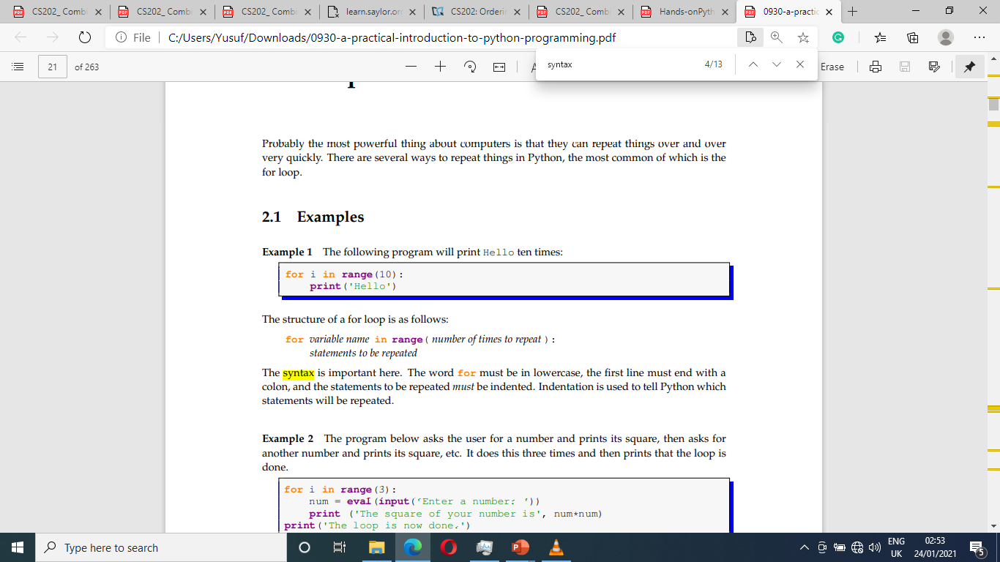 CS202_ Combi
CS202_ Combi
CS202_ Combi
learn.saylor.org
CS202: Orderin
CS202_ Combi
Hands-onPyth
0930-a-practic
File
C:/Users/Yusuf/Downloads/0930-a-practical-introduction-to-python-programming.pdf
21
of 263
syntax
4/13
Erase
Probably the most powerful thing about computers is that they can repeat things over and over
very quickly. There are several ways to repeat things in Python, the most common of which is the
for loop.
2.1 Examples
Example 1 The following program will print Hello ten times:
for i in range(10):
print('Hello')
The structure of a for loop is as follows:
for variable name in range( number of times to repeat ):
statements to be repeated
The syntax is important here. The word for must be in lowercase, the first line must end with a
colon, and the statements to be repeated must be indented. Indentation is used to tell Python which
statements will be repeated.
Example 2 The program below asks the user for a number and prints its square, then asks for
another number and prints its square, etc. It does this three times and then prints that the loop is
done.
for i in range(3):
num = eval(input('Enter a number: '))
print ('The square of your number is', num*num)
print('The loop is now done.')
Type here to search
ENG
UK
02:53
24/01/2021
5